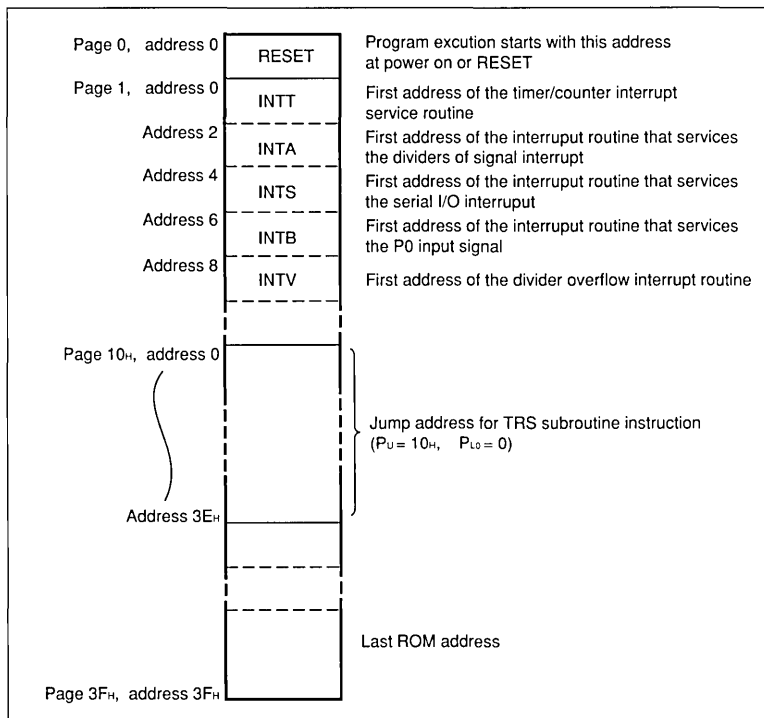 Page 0, address 0
RESET
Program excution starts with this address
at power on or RESET
Page 1, address 0
INTT
First address of the timer/counter interrupt
service routine
Address 2
INTA
First address of the interruput routine that services
the dividers of signal interrupt
Address 4
INTS
First address of the interruput routine that services
the serial I/O interruput
Address 6
INTB
First address of the interruput routine that services
the P0 input signal
Address 8
INTV
First address of the divider overflow interrupt routine
Page 10H, address 0
Jump address for TRS subroutine instruction
(PU = 10H, PL0 = 0)
Address 3EH
Last ROM address
Page 3FH, address 3FH